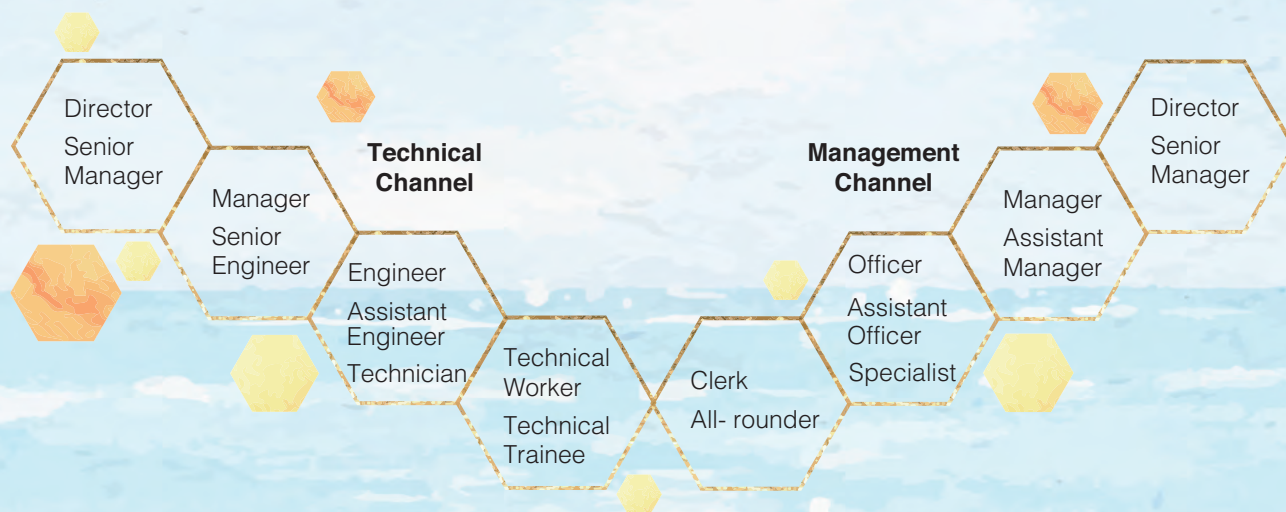 Director
Senior
Manager
Manager
Senior
Engineer
Technical
Channel
Engineer
Assistant
Engineer
Technician
Technical
Worker
Technical
Trainee
Clerk
All- rounder
Management
Channel
Officer
Assistant
Officer
Specialist
Manager
Assistant
Manager
Director
Senior
Manager